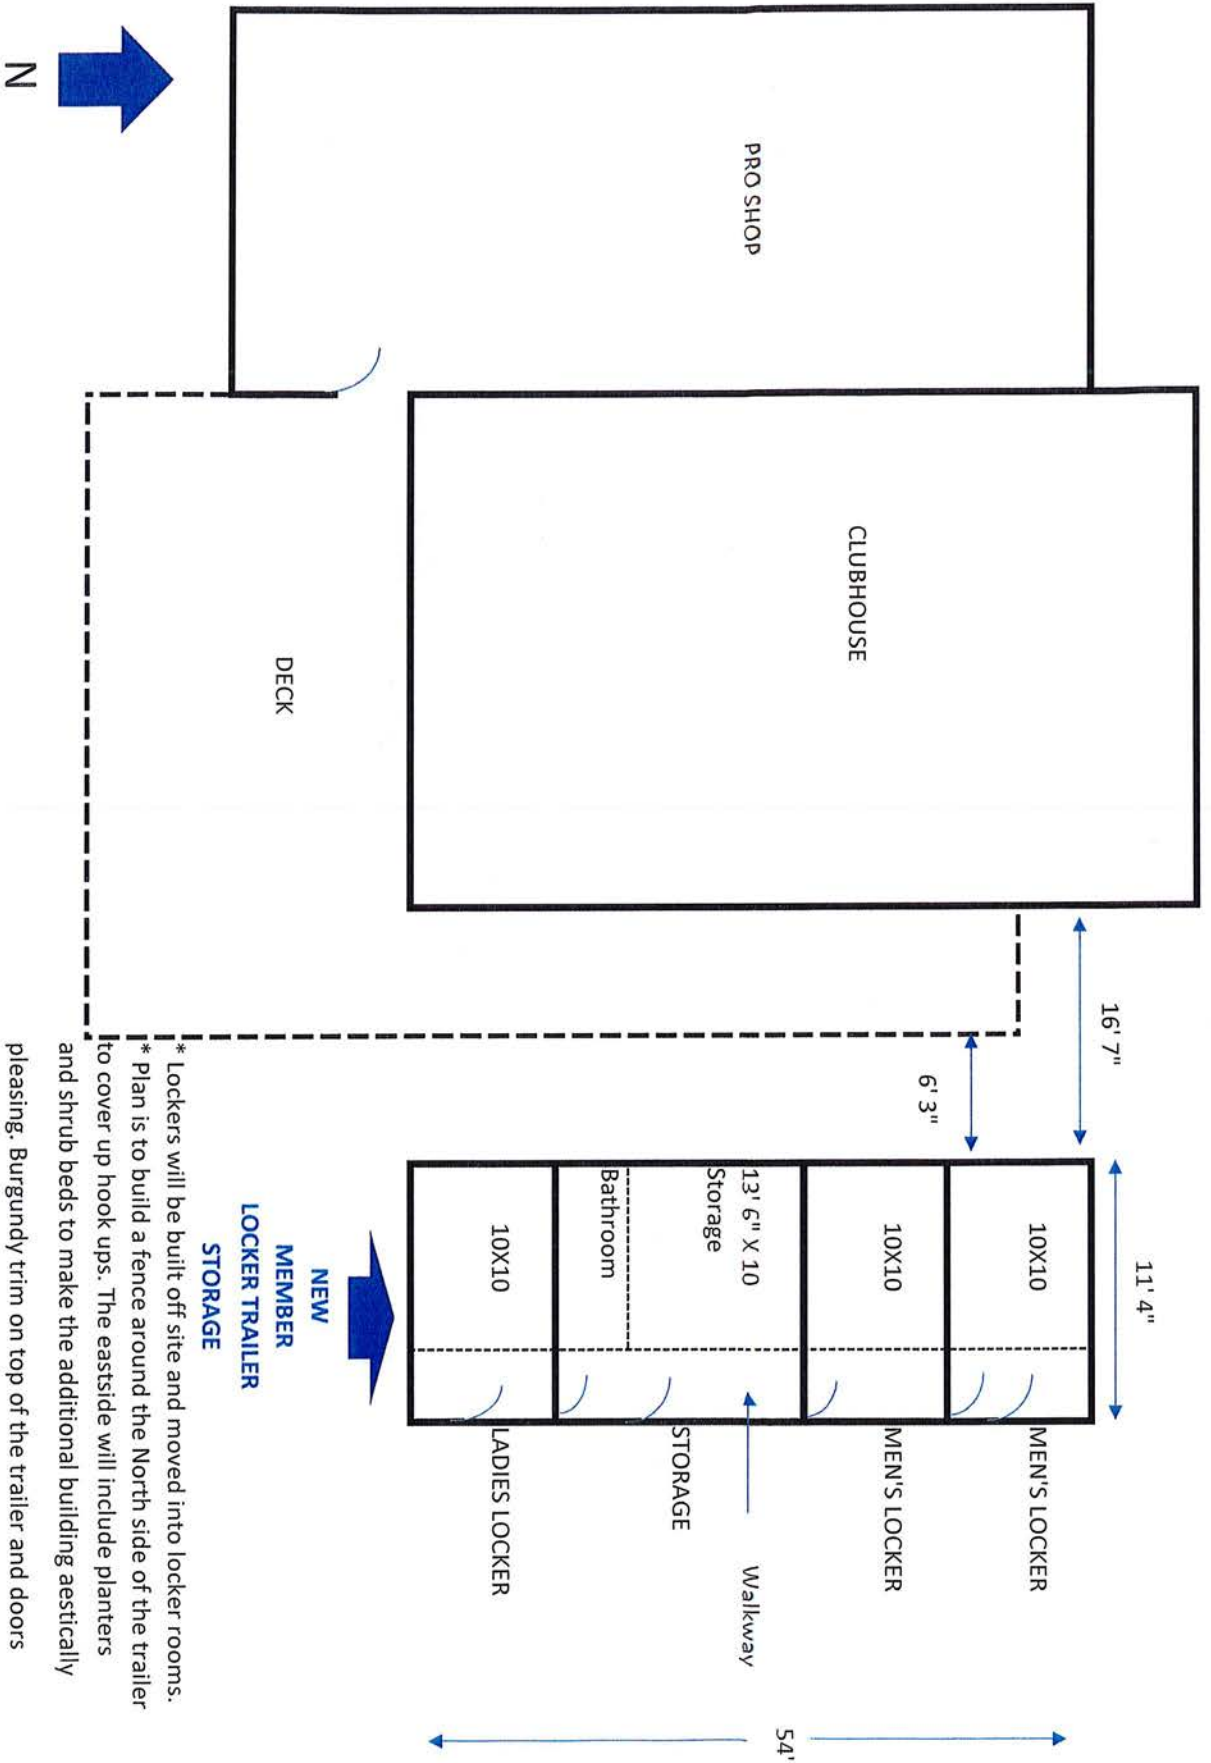 11' 4"
16' 7"
10X10
MEN'S LOCKER
6' 3"
10X10
MEN'S LOCKER
CLUBHOUSE
54'
PRO SHOP
13' 6" X 10
Storage
Walkway
STORAGE
Bathroom
10X10
LADIES LOCKER
DECK
NEW
MEMBER
LOCKER TRAILER
STORAGE
* Lockers will be built off site and moved into locker rooms.
* Plan is to build a fence around the North side of the trailer
to cover up hook ups. The eastside will include planters
and shrub beds to make the additional building aestically
pleasing. Burgundy trim on top of the trailer and doors
N